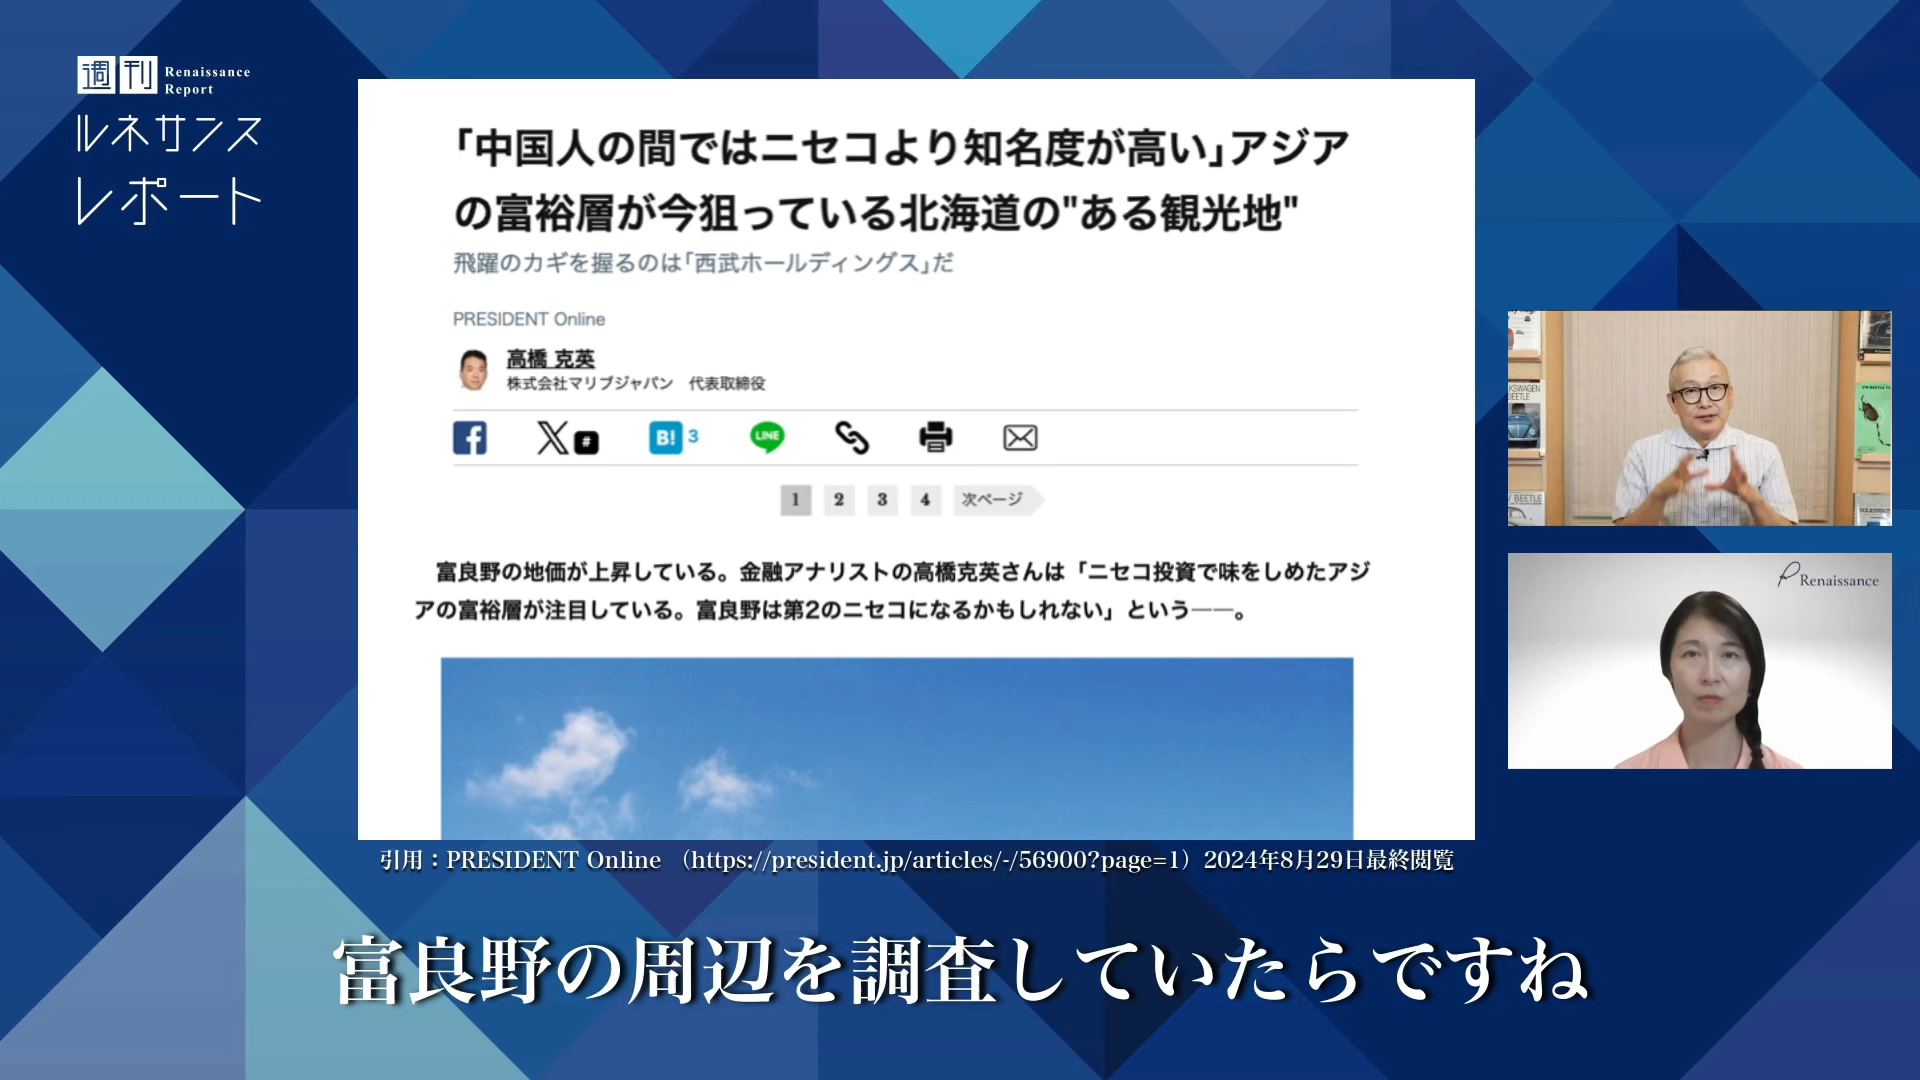 週刊 Renaissance Report
ルネサンス
レポート
「中国人の間ではニセコより知名度が高い」アジア
の富裕層が今狙っている北海道の"ある観光地"
飛躍のカギを握るのは「西武ホールディングス」だ
PRESIDENT Online
高橋 克英
株式会社マリブジャパン　代表取締役
# B! 3 LINE
1 2 3 4 次ページ
富良野の地価が上昇している。金融アナリストの高橋克英さんは「ニセコ投資で味をしめたアジ
アの富裕層が注目している。富良野は第2のニセコになるかもしれない」という――。
BEETLE
Renaissance
引用：PRESIDENT Online （https://president.jp/articles/-/56900?page=1）2024年8月29日最終閲覧
富良野の周辺を調査していたらですね